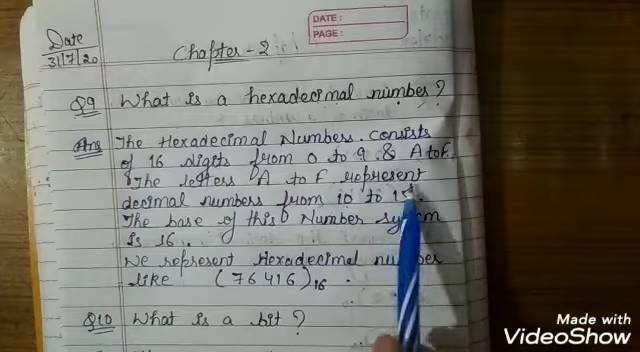 Date
31/7/20
Chapter-2
DATE :
PAGE :
Q9 What is a hexadecimal number?
Ans The Hexadecimal Numbers. consists
of 16 digits from 0 to 9 & A to F.
The letters A to F represent
decimal numbers from 10 to 15.
The base of this Number system
is 16.
We represent Hexadecimal number
like (76416)16 .
Q10 What is a bit?
Made with
VideoShow